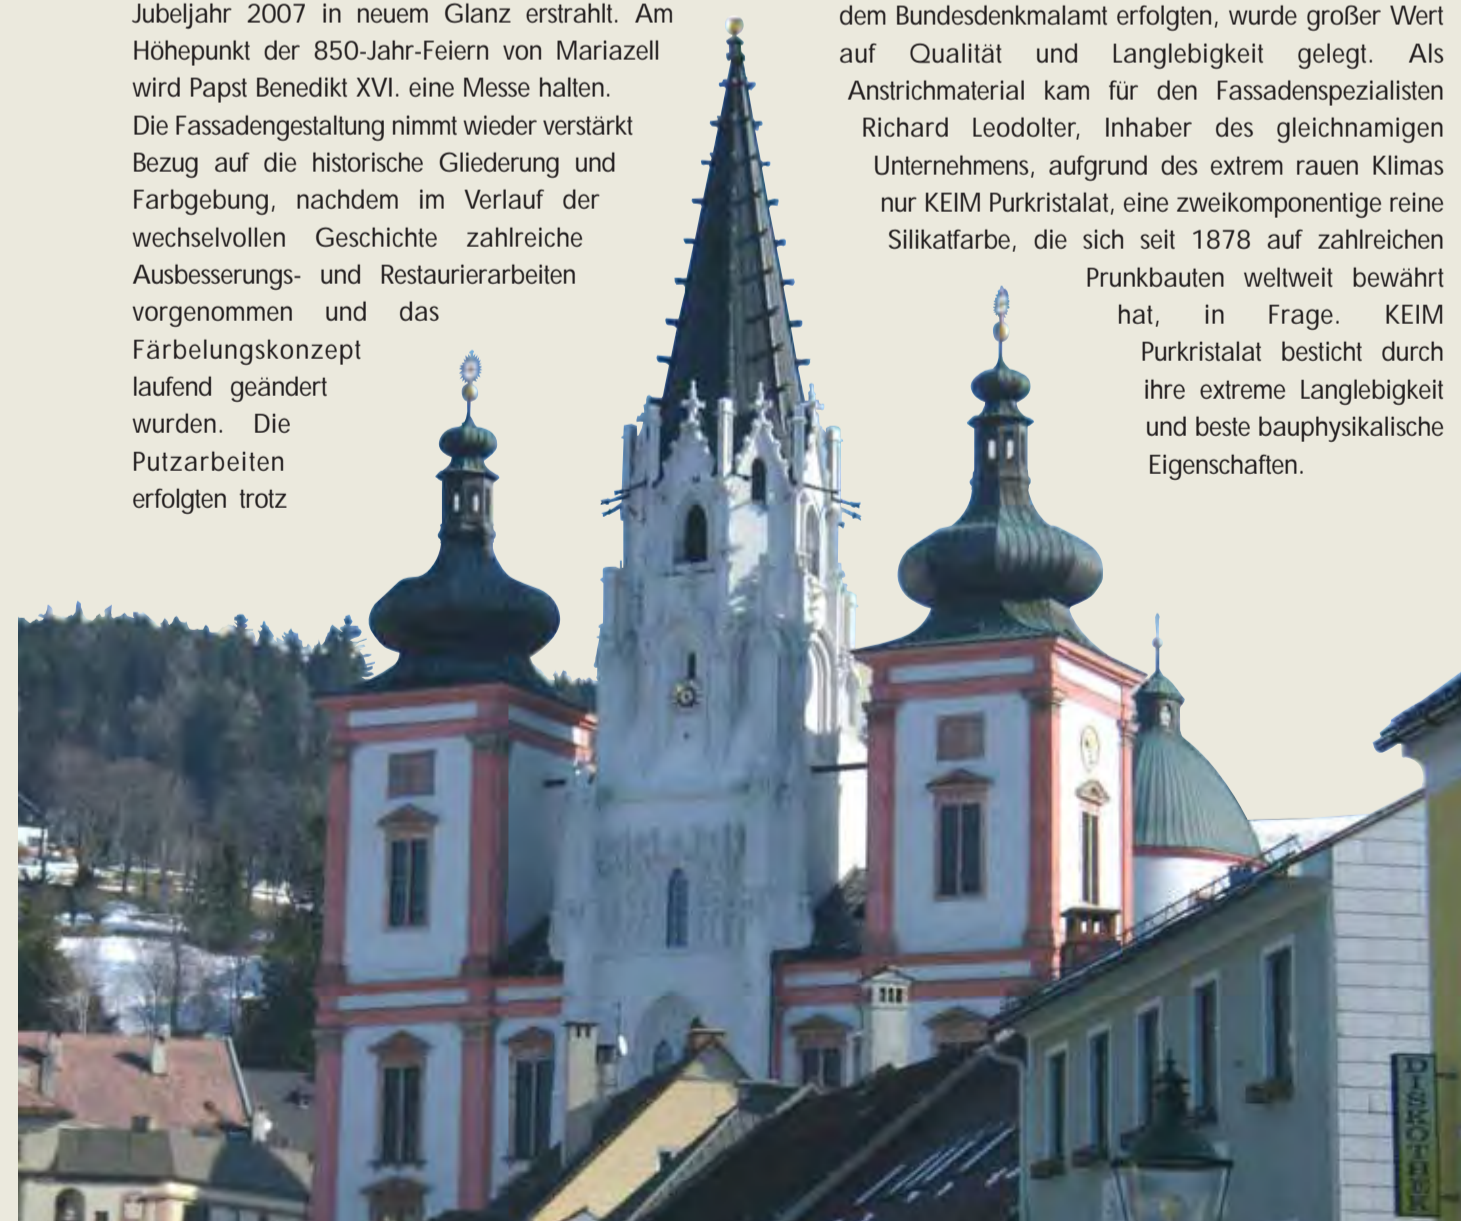 Jubeljahr 2007 in neuem Glanz erstrahlt. Am
Höhepunkt der 850-Jahr-Feiern von Mariazell
wird Papst Benedikt XVI. eine Messe halten.
Die Fassadengestaltung nimmt wieder verstärkt
Bezug auf die historische Gliederung und
Farbgebung, nachdem im Verlauf der
wechselvollen Geschichte zahlreiche
Ausbesserungs- und Restaurierarbeiten
vorgenommen und das
Färbelungskonzept
laufend geändert
wurden. Die
Putzarbeiten
erfolgten trotz
dem Bundesdenkmalamt erfolgten, wurde großer Wert
auf Qualität und Langlebigkeit gelegt. Als
Anstrichmaterial kam für den Fassadenspezialisten
Richard Leodolter, Inhaber des gleichnamigen
Unternehmens, aufgrund des extrem rauen Klimas
nur KEIM Purkristalat, eine zweikomponentige reine
Silikatfarbe, die sich seit 1878 auf zahlreichen
Prunkbauten weltweit bewährt
hat, in Frage. KEIM
Purkristalat besticht durch
ihre extreme Langlebigkeit
und beste bauphysikalische
Eigenschaften.
DISKOTHEK